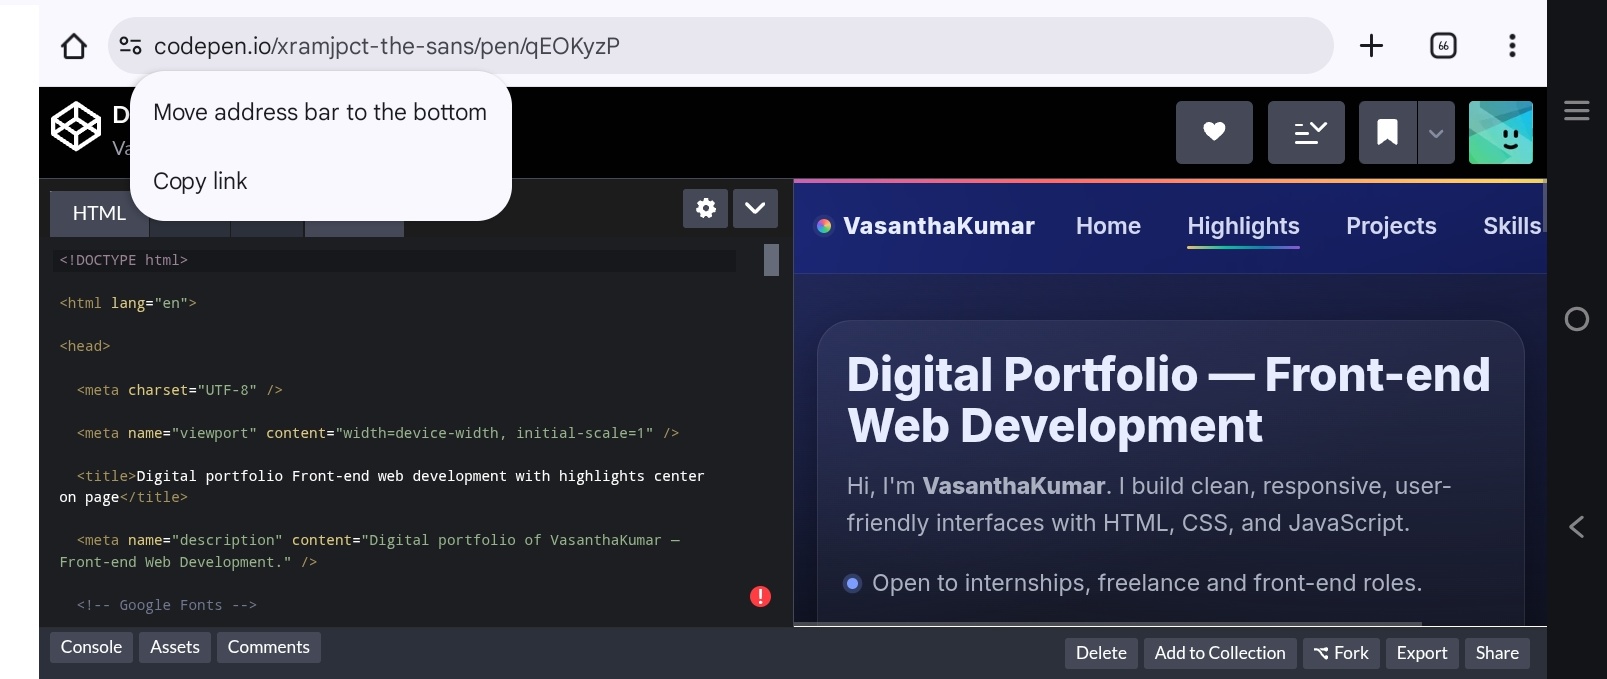 codepen.io/xramjpct-the-sans/pen/qEOKyzP
66
Move address bar to the bottom
Copy link
D
Va
HTML
<!DOCTYPE html>
<html lang="en">
<head>
<meta charset="UTF-8" />
<meta name="viewport" content="width=device-width, initial-scale=1" />
<title>Digital portfolio Front-end web development with highlights center
on page</title>
<meta name="description" content="Digital portfolio of VasanthaKumar —
Front-end Web Development." />
<!-- Google Fonts -->
VasanthaKumar Home Highlights Projects Skills
Digital Portfolio — Front-end
Web Development
Hi, I'm VasanthaKumar. I build clean, responsive, user-
friendly interfaces with HTML, CSS, and JavaScript.
Open to internships, freelance and front-end roles.
Console Assets Comments
Delete Add to Collection Fork Export Share